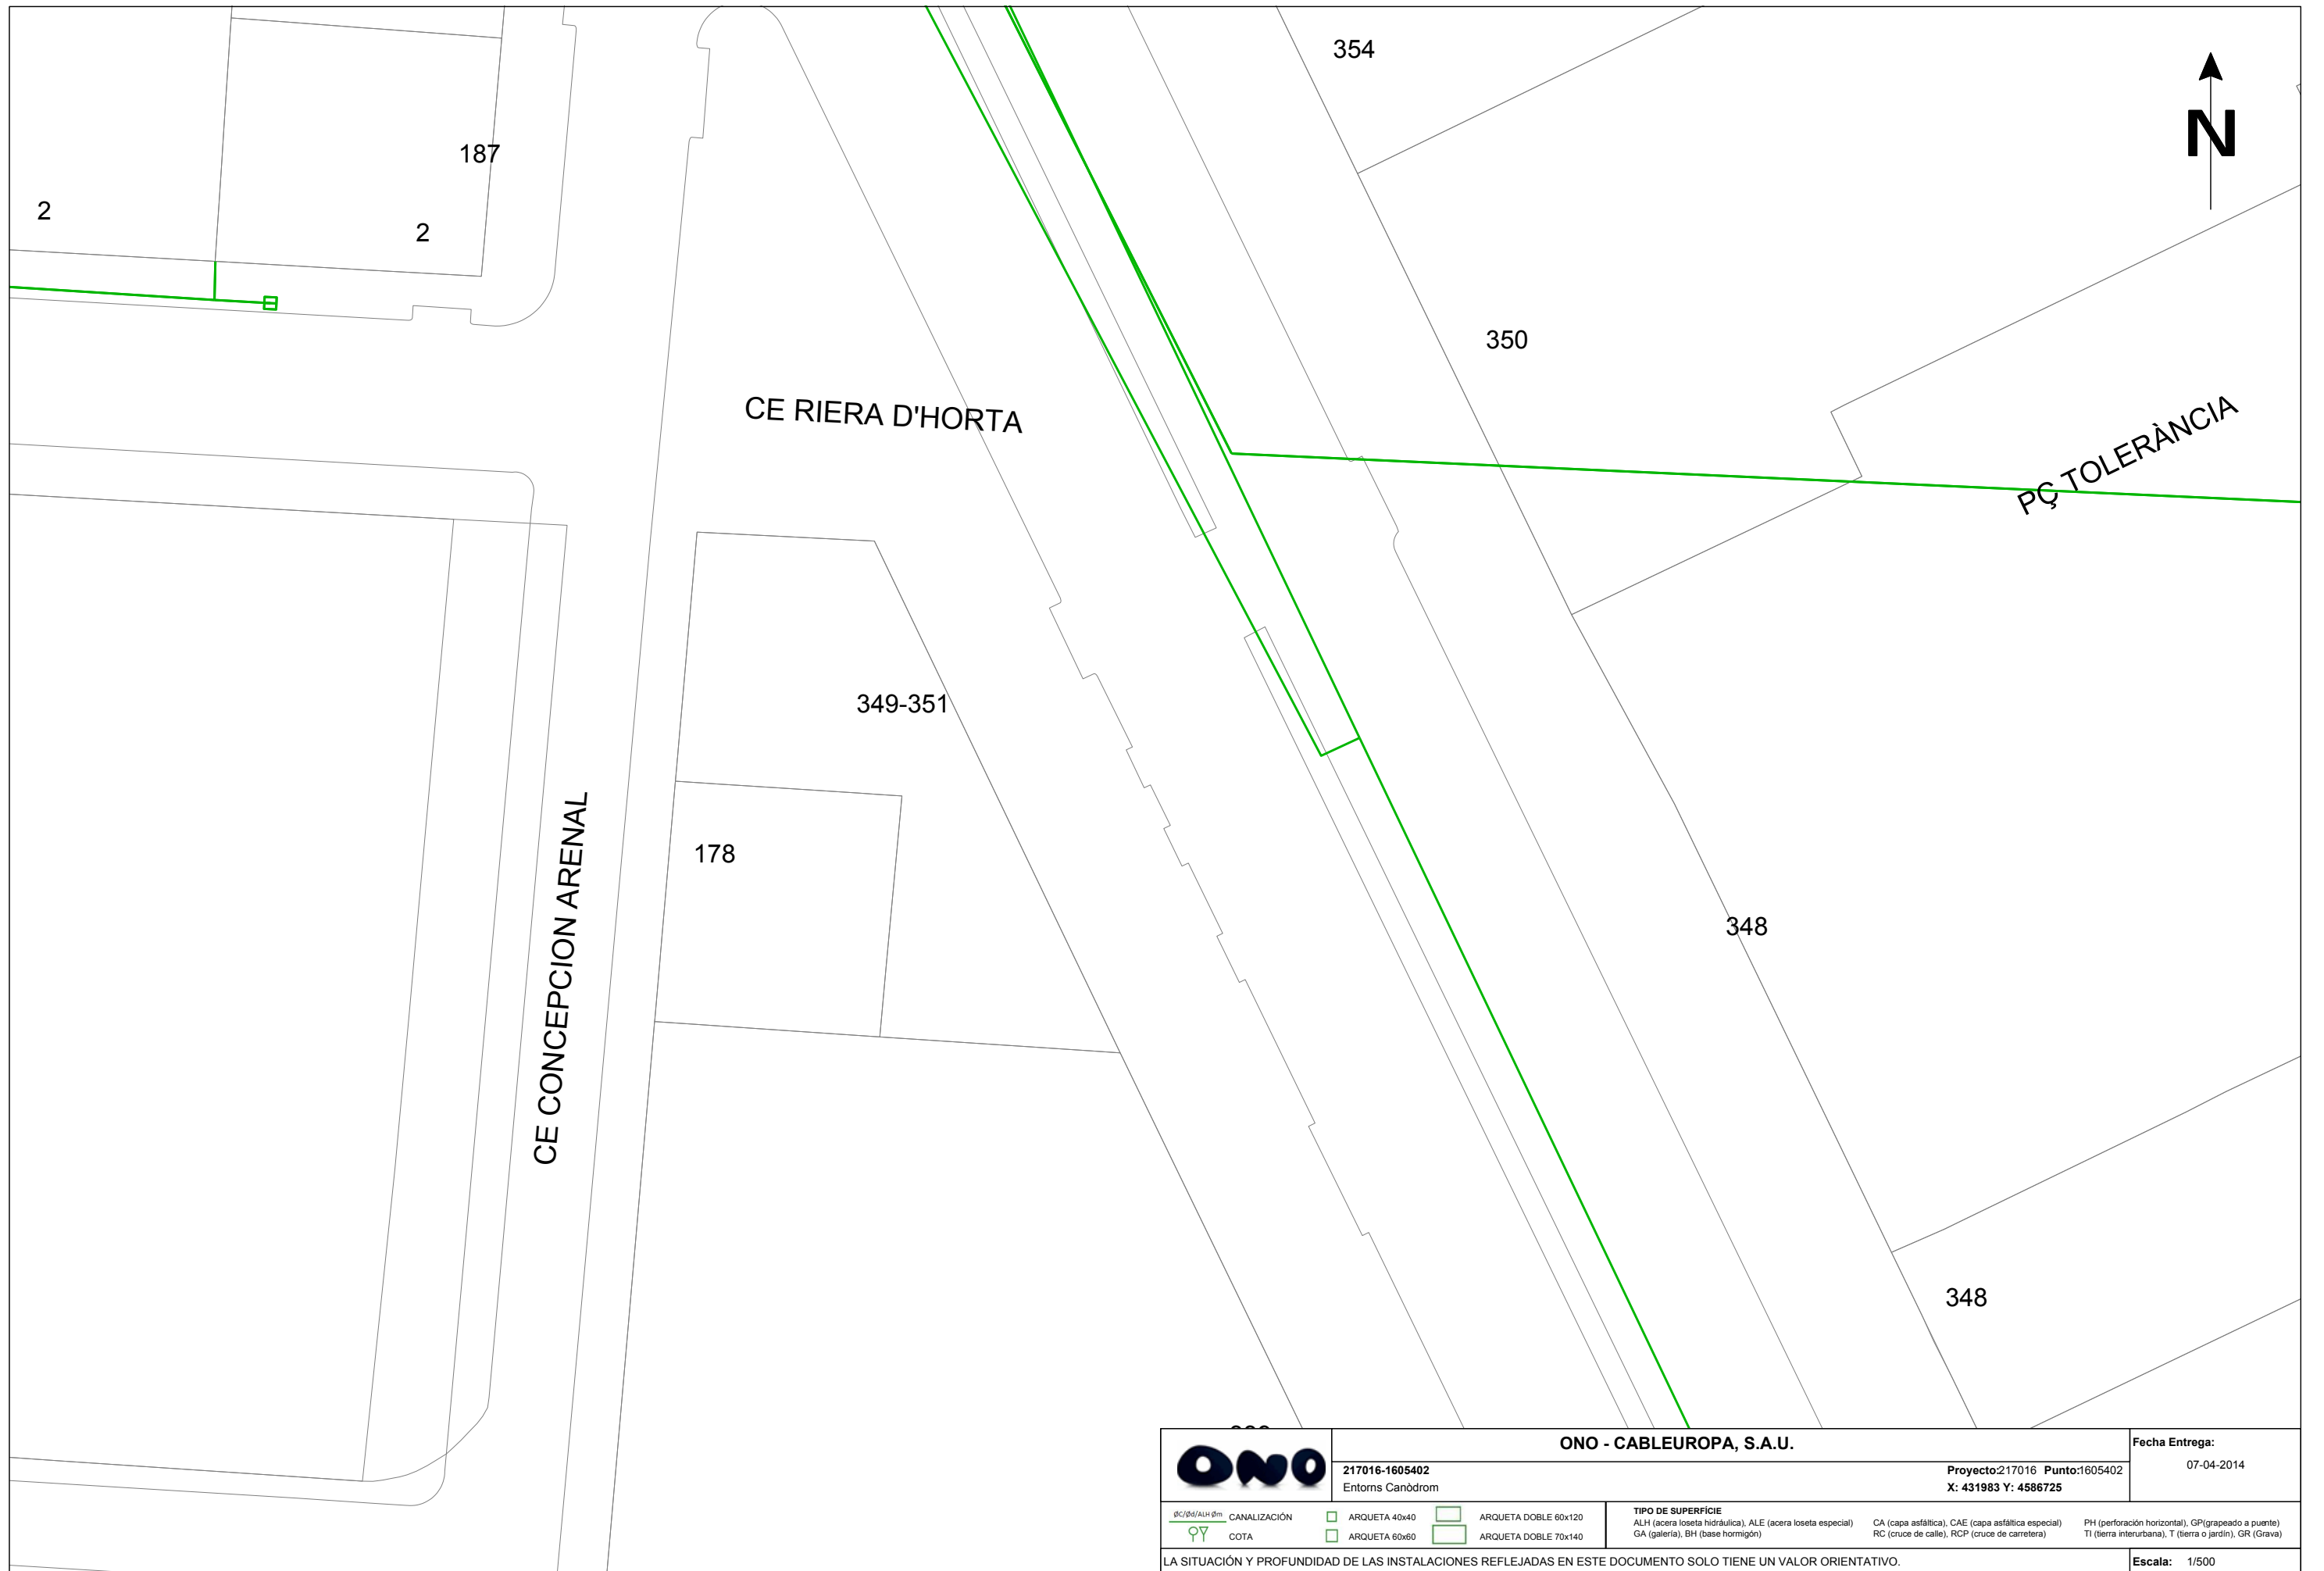 354
N
187
2
2
350
CE RIERA D'HORTA
PÇ TOLERÀNCIA
349-351
178
CE CONCEPCION ARENAL
348
348
ONO
ONO - CABLEUROPA, S.A.U.
Fecha Entrega:
07-04-2014
217016-1605402
Entorns Canòdrom
Proyecto:217016 Punto:1605402
X: 431983 Y: 4586725
ØC/Ød/ALH Øm CANALIZACIÓN
COTA
ARQUETA 40x40
ARQUETA 60x60
ARQUETA DOBLE 60x120
ARQUETA DOBLE 70x140
TIPO DE SUPERFÍCIE
ALH (acera loseta hidráulica), ALE (acera loseta especial)
GA (galería), BH (base hormigón)
CA (capa asfáltica), CAE (capa asfáltica especial)
RC (cruce de calle), RCP (cruce de carretera)
PH (perforación horizontal), GP(grapeado a puente)
TI (tierra interurbana), T (tierra o jardín), GR (Grava)
LA SITUACIÓN Y PROFUNDIDAD DE LAS INSTALACIONES REFLEJADAS EN ESTE DOCUMENTO SOLO TIENE UN VALOR ORIENTATIVO.
Escala: 1/500